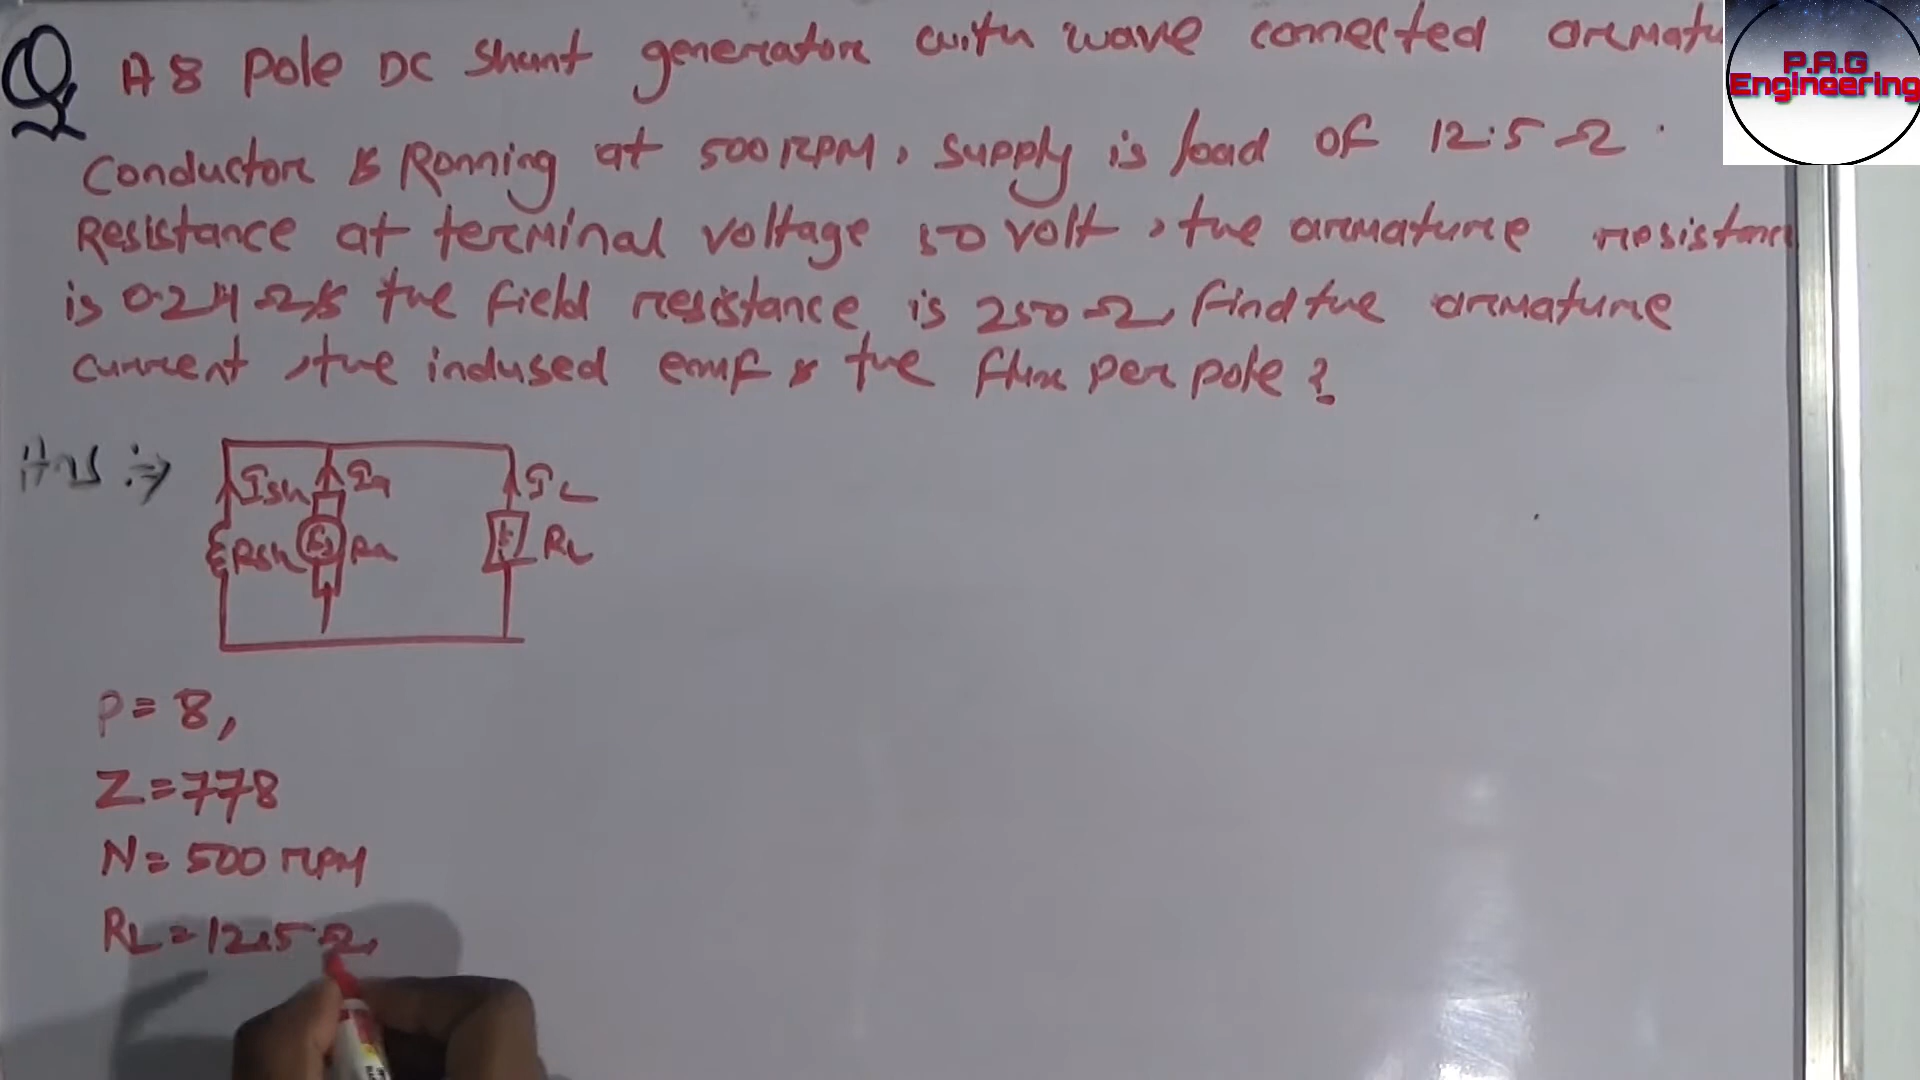 Q A 8 Pole DC Shunt generator with wave connected armatu
P.A.G
Engineering
Conductor & Running at 500 RPM, supply is load of 12.5 Ω
Resistance at terminal voltage 50 volt, the armature resistan
is 0.24 Ω & the field resistance is 250 Ω, find the armature
current, the indused emf & the flux per pole?
Ans :→
Ish Ia IL
Rsh Eg Ra RL
P = 8,
Z = 778
N = 500 RPM
RL = 12.5 Ω,